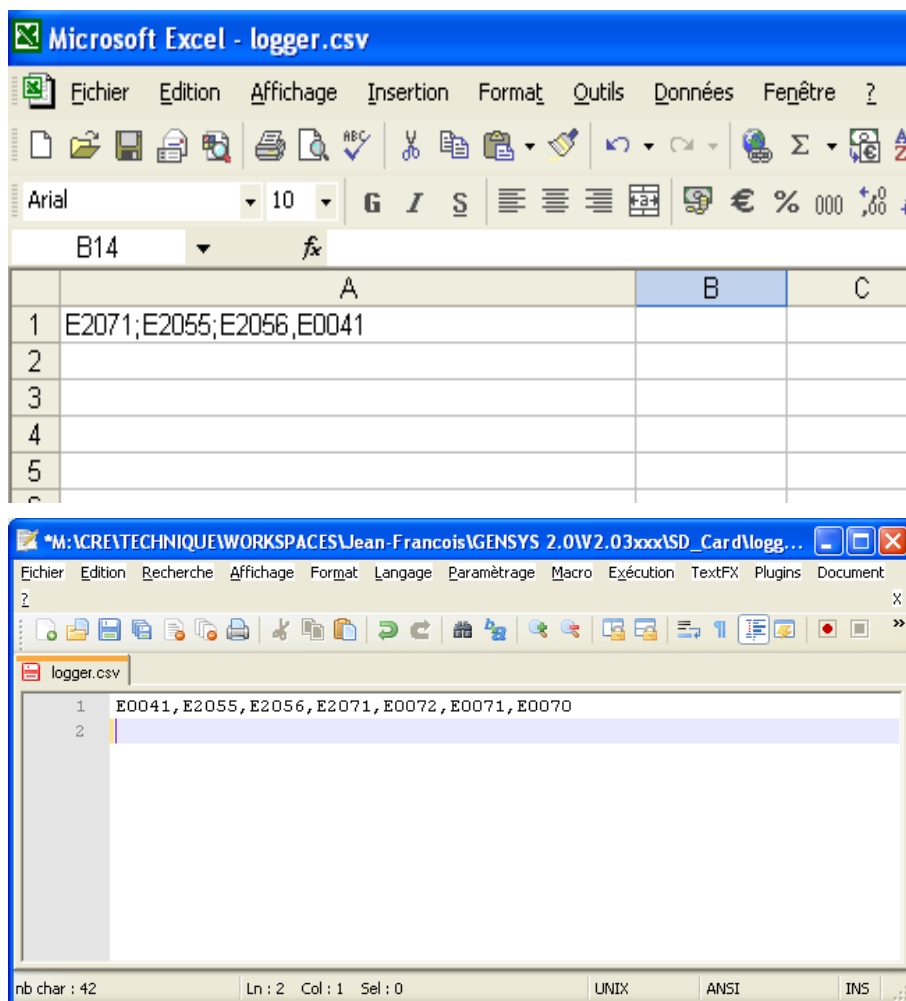 Microsoft Excel - logger.csv
Fichier Edition Affichage Insertion Format Outils Données Fenêtre ?
Arial 10 G I S € % 000
B14 fx
A B C
1 E2071;E2055;E2056,E0041
2
3
4
5
*M:\CRE\TECHNIQUE\WORKSPACES\Jean-Francois\GENSYS 2.0\V2.03xxx\SD_Card\logg...
Fichier Edition Recherche Affichage Format Langage Paramètrage Macro Exécution TextFX Plugins Document
? X
logger.csv
1 E0041,E2055,E2056,E2071,E0072,E0071,E0070
2
nb char : 42 Ln : 2 Col : 1 Sel : 0 UNIX ANSI INS